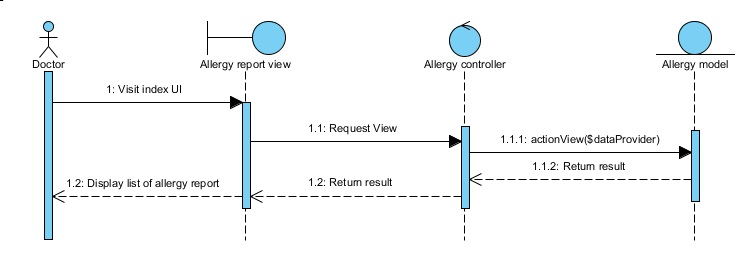 Doctor
Allergy report view
Allergy controller
Allergy model
1: Visit index UI
1.1: Request View
1.1.1: actionView($dataProvider)
1.1.2: Return result
1.2: Display list of allergy report
1.2: Return result